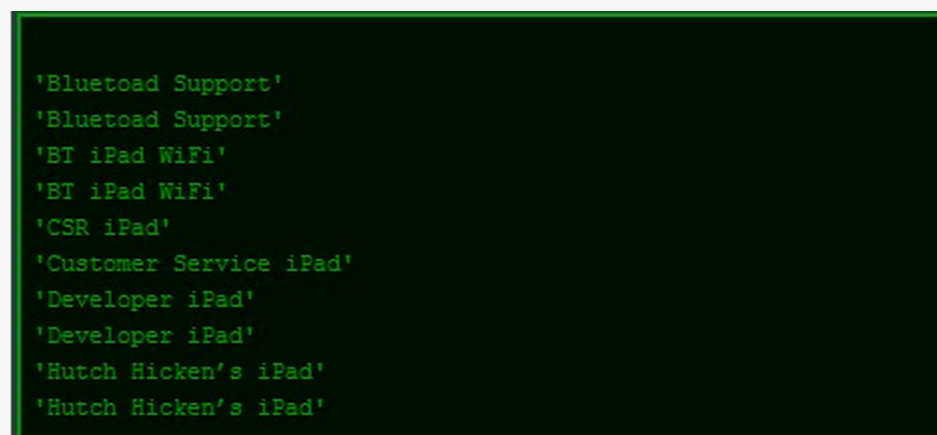 'Bluetoad Support'
'Bluetoad Support'
'BT iPad WiFi'
'BT iPad WiFi'
'CSR iPad'
'Customer Service iPad'
'Developer iPad'
'Developer iPad'
'Hutch Hicken’s iPad'
'Hutch Hicken’s iPad'